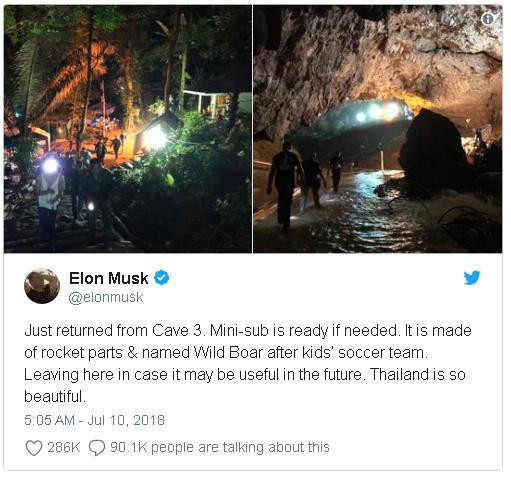 Elon Musk
@elonmusk
Just returned from Cave 3. Mini-sub is ready if needed. It is made
of rocket parts & named Wild Boar after kids' soccer team.
Leaving here in case it may be useful in the future. Thailand is so
beautiful.
5:05 AM - Jul 10, 2018
286K 90.1K people are talking about this